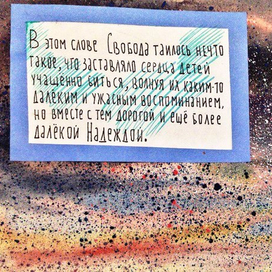 В этом слове Свобода таилось нечто
такое, что заставляло сердца детей
учащенно биться, волнуя их каким-то
далёким и ужасным воспоминанием,
но вместе с тем дорогой и ещё более
далёкой Надеждой.